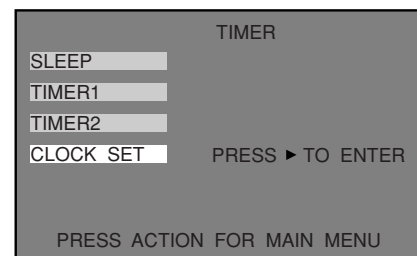 TIMER
SLEEP
TIMER1
TIMER2
CLOCK SET PRESS ► TO ENTER
PRESS ACTION FOR MAIN MENU